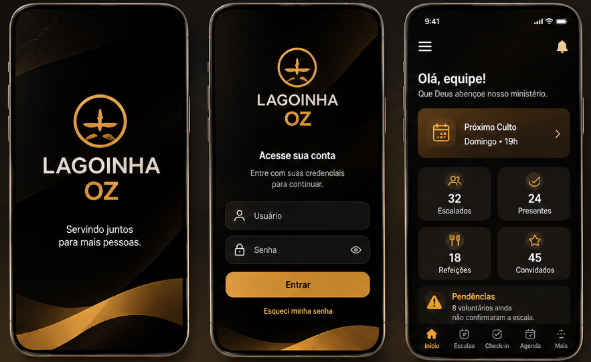 LAGOINHA
OZ
Servindo juntos
para mais pessoas.
LAGOINHA
OZ
Acesse sua conta
Entre com suas credenciais
para continuar.
Usuário
Senha
Entrar
Esqueci minha senha
9:41
Olá, equipe!
Que Deus abençoe nosso ministério.
Próximo Culto
Domingo • 19h
32
Escalados
24
Presentes
18
Refeições
45
Convidados
Pendências
8 voluntários ainda
não confirmaram a escala.
Início
Escalas
Check-in
Agenda
Mais